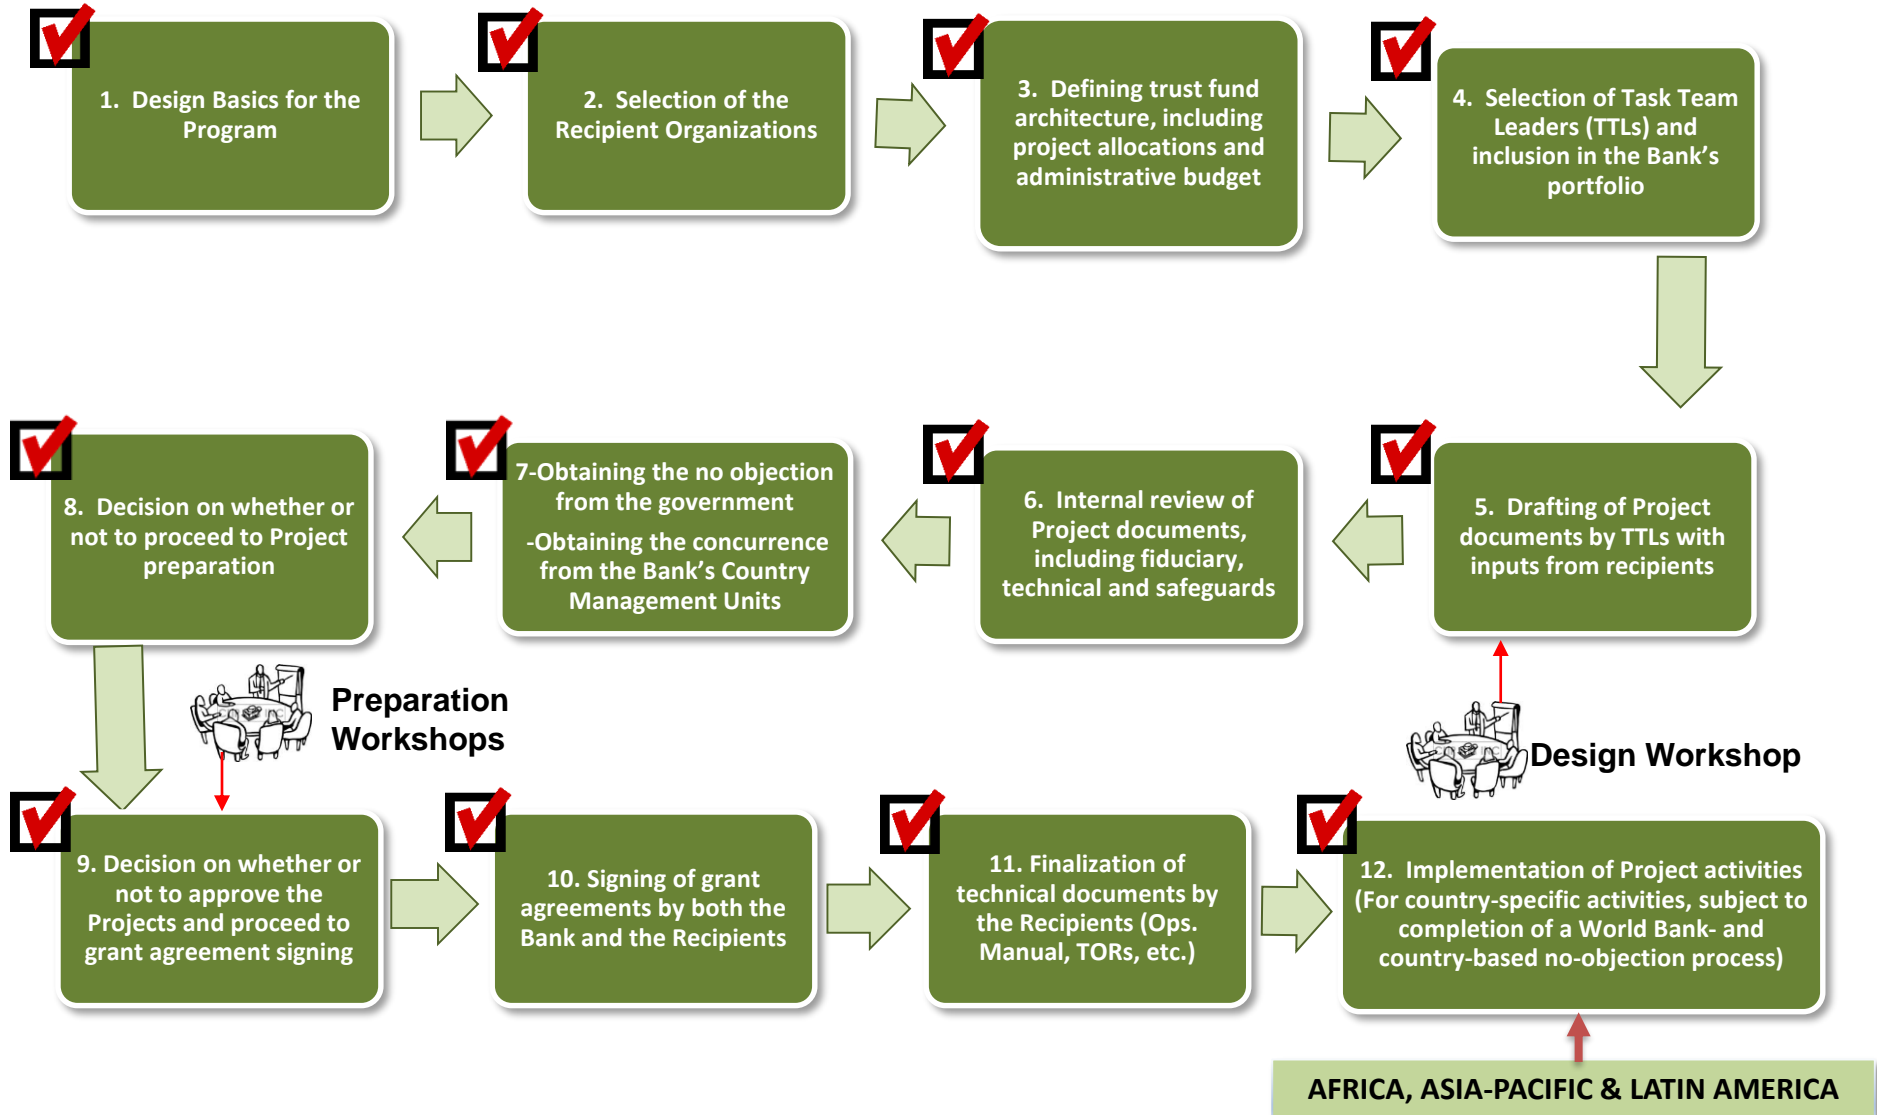 1. Design Basics for the
Program
2. Selection of the
Recipient Organizations
3. Defining trust fund
architecture, including
project allocations and
administrative budget
4. Selection of Task Team
Leaders (TTLs) and
inclusion in the Bank’s
portfolio
8. Decision on whether or
not to proceed to Project
preparation
7-Obtaining the no objection
from the government
-Obtaining the concurrence
from the Bank’s Country
Management Units
6. Internal review of
Project documents,
including fiduciary,
technical and safeguards
5. Drafting of Project
documents by TTLs with
inputs from recipients
Preparation
Workshops
Design Workshop
9. Decision on whether or
not to approve the
Projects and proceed to
grant agreement signing
10. Signing of grant
agreements by both the
Bank and the Recipients
11. Finalization of
technical documents by
the Recipients (Ops.
Manual, TORs, etc.)
12. Implementation of Project activities
(For country-specific activities, subject to
completion of a World Bank- and
country-based no-objection process)
AFRICA, ASIA-PACIFIC & LATIN AMERICA